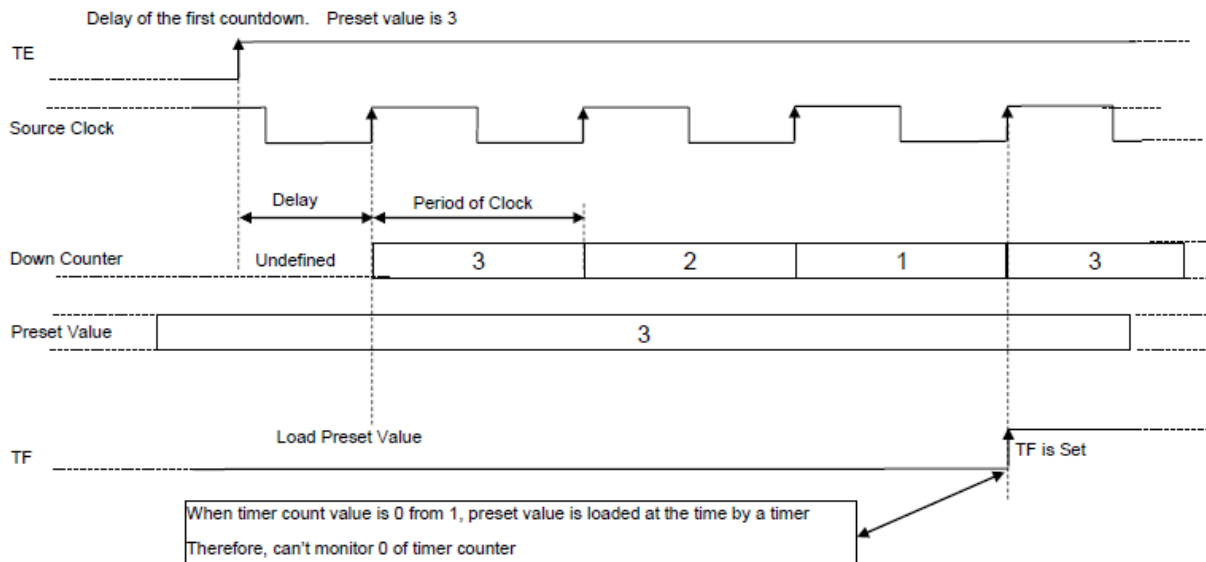 Delay of the first countdown. Preset value is 3
TE
Source Clock
Delay
Period of Clock
Down Counter
Undefined
3
2
1
3
Preset Value
3
Load Preset Value
TF
TF is Set
When timer count value is 0 from 1, preset value is loaded at the time by a timer
Therefore, can't monitor 0 of timer counter